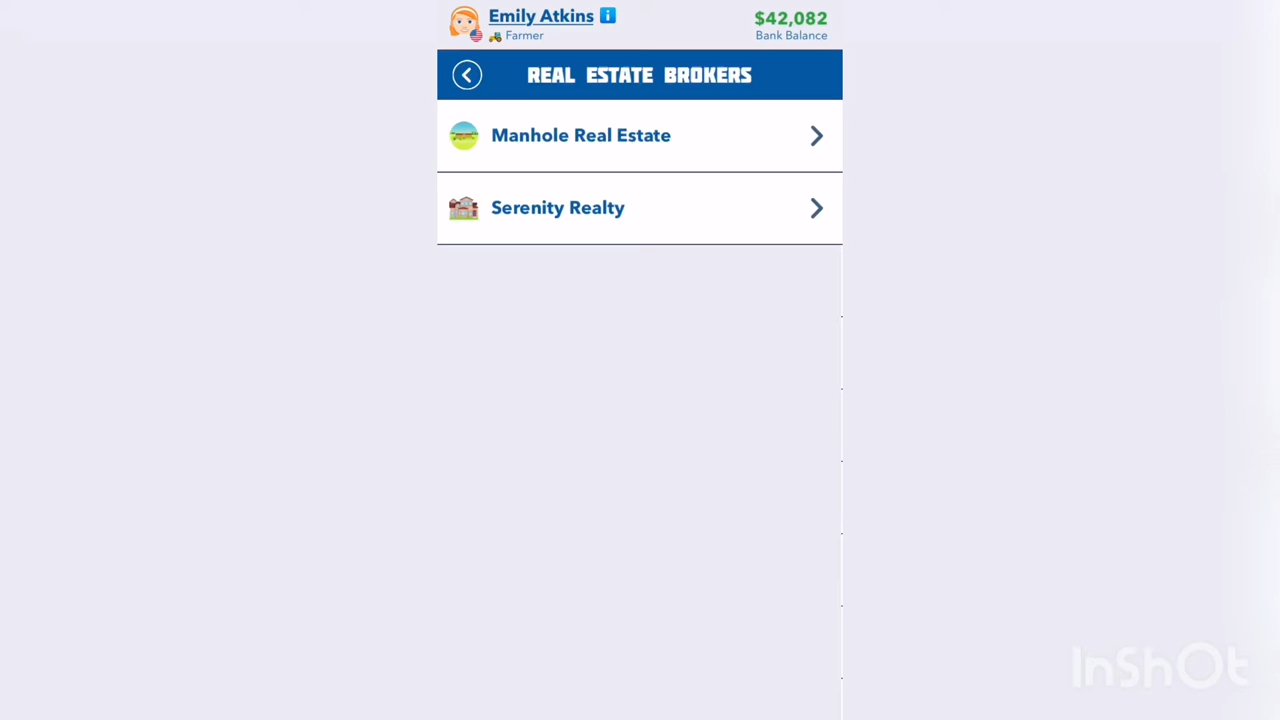 Emily Atkins
Farmer
$42,082
Bank Balance
REAL ESTATE BROKERS
Manhole Real Estate
Serenity Realty
InShOt